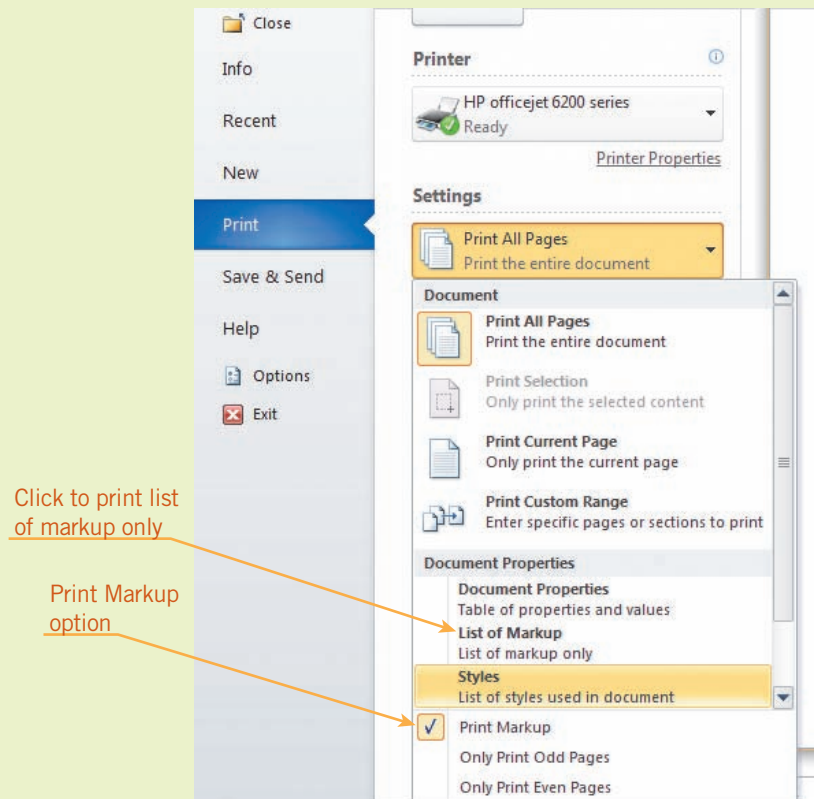 Close
Info
Recent
New
Print
Save & Send
Help
Options
Exit
Printer
HP officejet 6200 series
Ready
Printer Properties
Settings
Print All Pages
Print the entire document
Document
Print All Pages
Print the entire document
Print Selection
Only print the selected content
Print Current Page
Only print the current page
Print Custom Range
Enter specific pages or sections to print
Document Properties
Document Properties
Table of properties and values
List of Markup
List of markup only
Styles
List of styles used in document
Print Markup
Only Print Odd Pages
Only Print Even Pages
Click to print list
of markup only
Print Markup
option